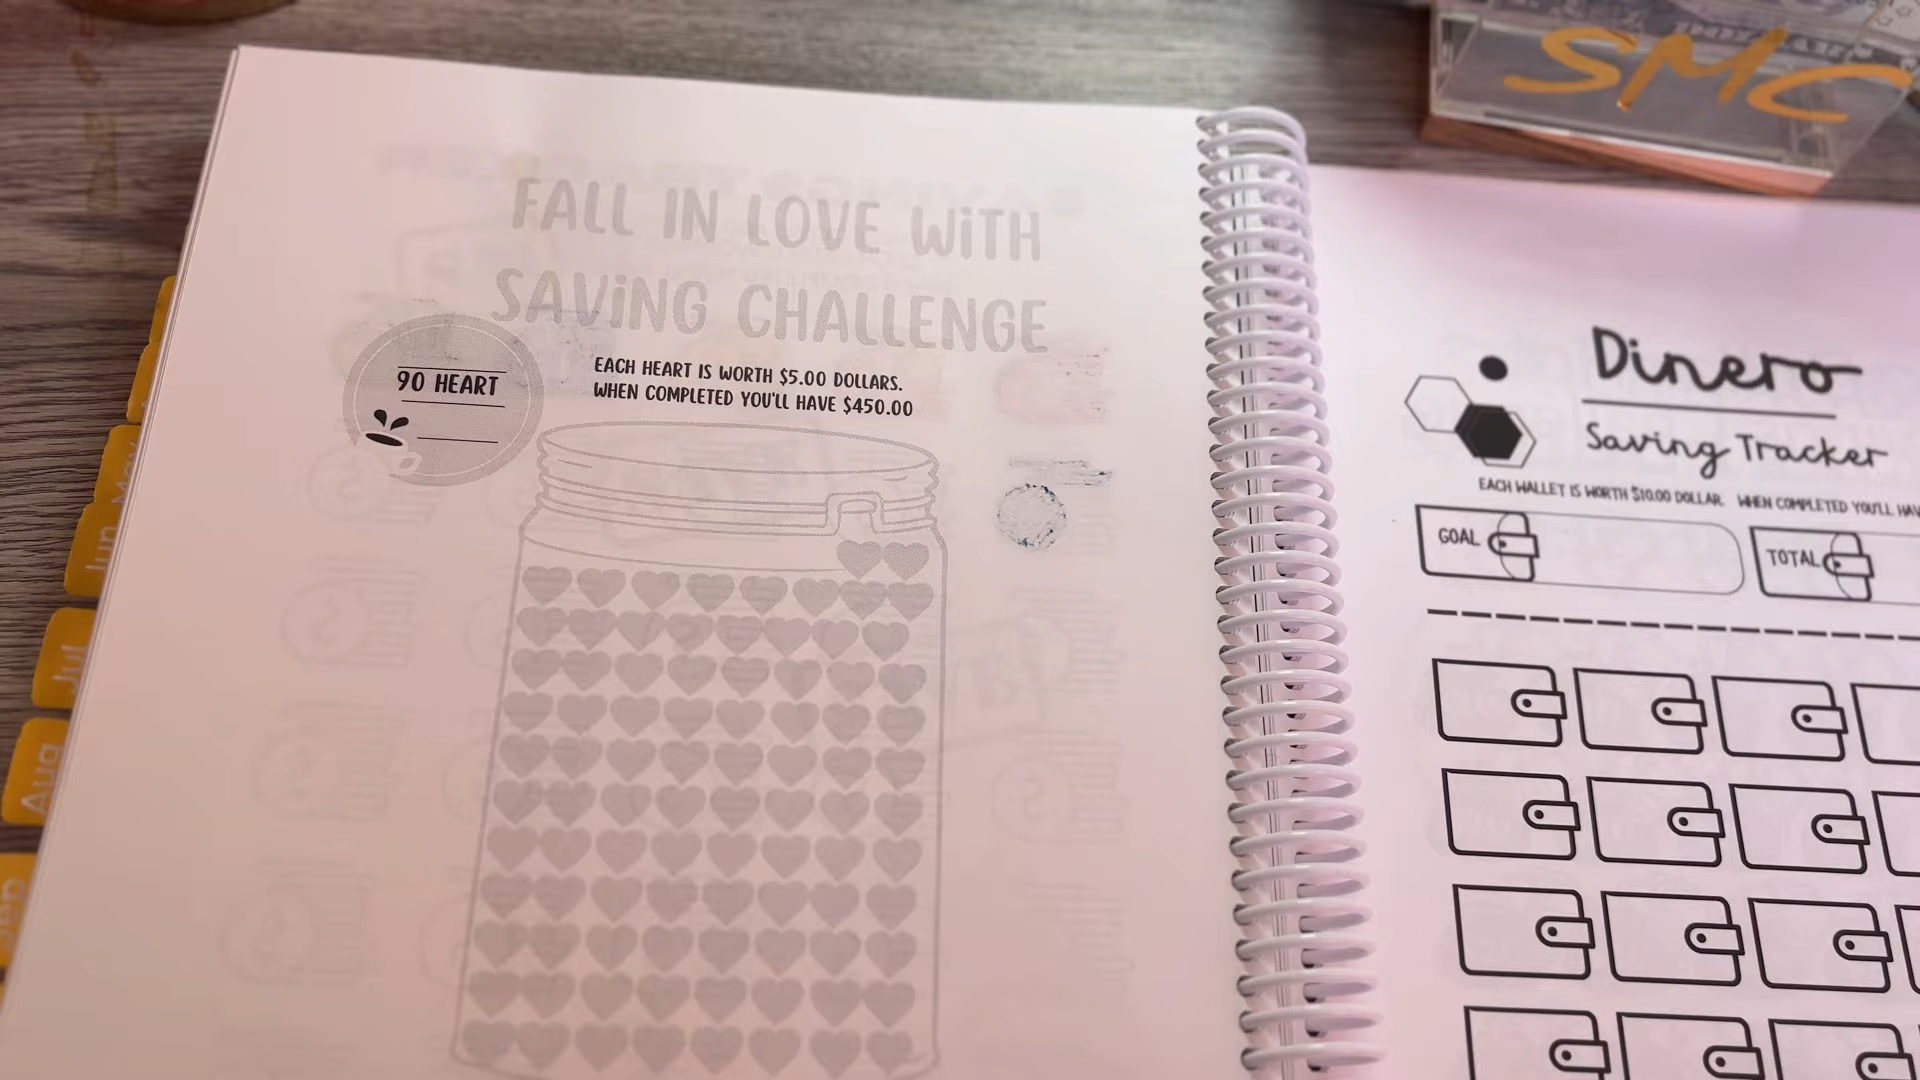 SMC
FALL IN LOVE WiTH
SAViNG CHALLENGE
90 HEART
EACH HEART IS WORTH $5.00 DOLLARS.
WHEN COMPLETED YOU'LL HAVE $450.00
May
Jun
Jul
Aug
Sep
Dinero
Saving Tracker
EACH WALLET IS WORTH $10.00 DOLLAR. WHEN COMPLETED YOU'LL
GOAL
TOTAL